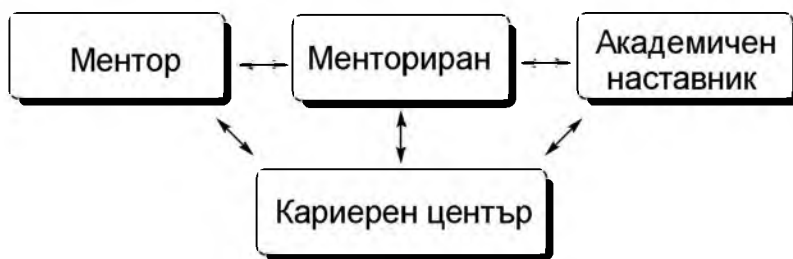 Ментор
Менториран
Академичен
наставник
Кариерен център